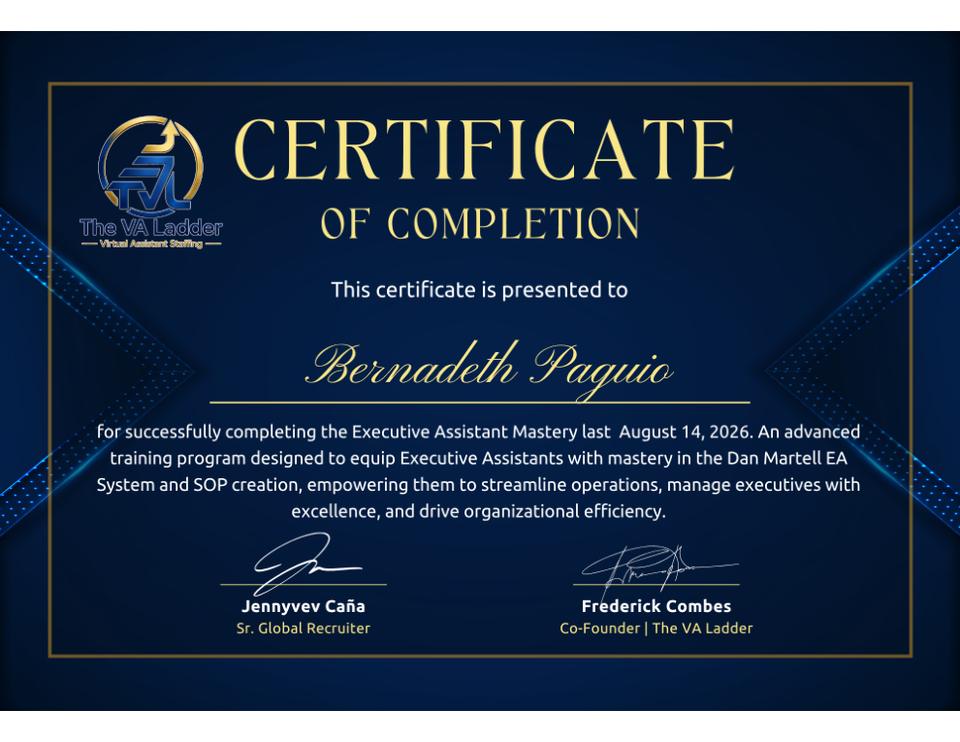 TVL
The VA Ladder
Virtual Assistant Staffing
CERTIFICATE
OF COMPLETION
This certificate is presented to
Bernadeth Paguio
for successfully completing the Executive Assistant Mastery last August 14, 2026. An advanced
training program designed to equip Executive Assistants with mastery in the Dan Martell EA
System and SOP creation, empowering them to streamline operations, manage executives with
excellence, and drive organizational efficiency.
Jennyvev Caña
Sr. Global Recruiter
Frederick Combes
Co-Founder | The VA Ladder